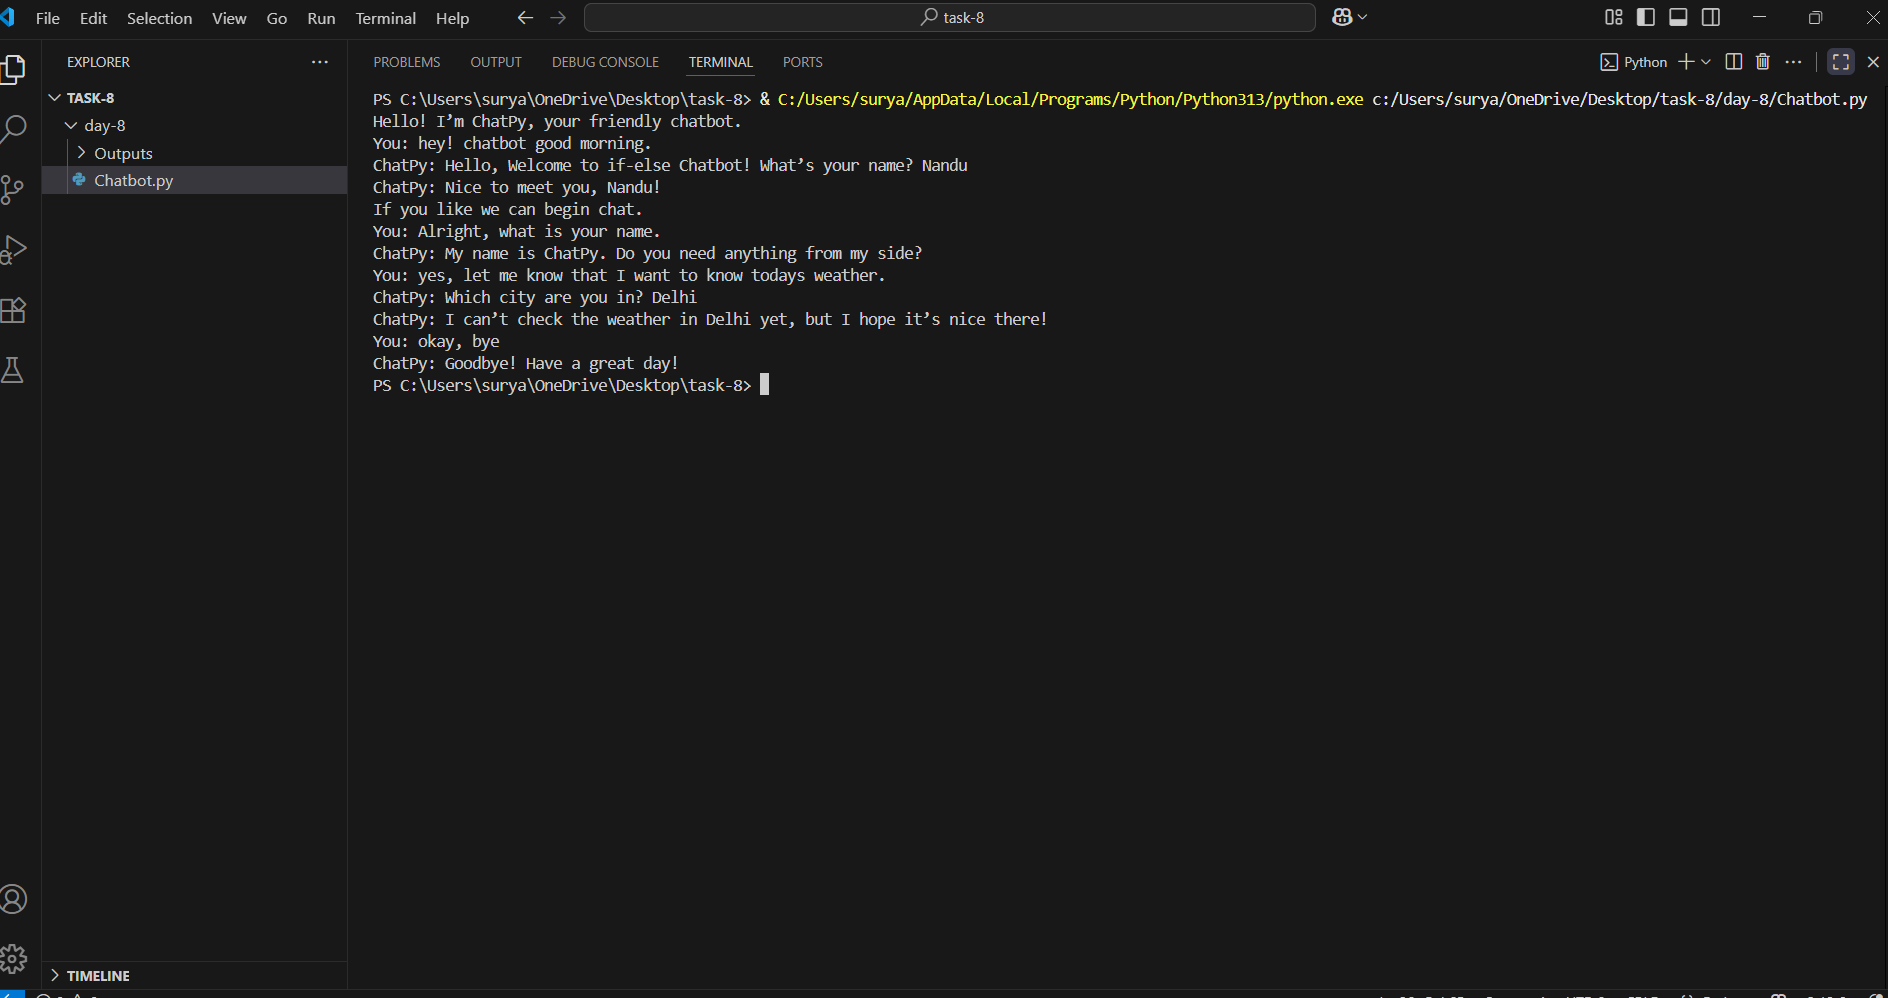 File Edit Selection View Go Run Terminal Help
task-8
EXPLORER
TASK-8
day-8
Outputs
Chatbot.py
TIMELINE
PROBLEMS OUTPUT DEBUG CONSOLE TERMINAL PORTS
Python
PS C:\Users\surya\OneDrive\Desktop\task-8> & C:/Users/surya/AppData/Local/Programs/Python/Python313/python.exe c:/Users/surya/OneDrive/Desktop/task-8/day-8/Chatbot.py
Hello! I’m ChatPy, your friendly chatbot.
You: hey! chatbot good morning.
ChatPy: Hello, Welcome to if-else Chatbot! What’s your name? Nandu
ChatPy: Nice to meet you, Nandu!
If you like we can begin chat.
You: Alright, what is your name.
ChatPy: My name is ChatPy. Do you need anything from my side?
You: yes, let me know that I want to know todays weather.
ChatPy: Which city are you in? Delhi
ChatPy: I can’t check the weather in Delhi yet, but I hope it’s nice there!
You: okay, bye
ChatPy: Goodbye! Have a great day!
PS C:\Users\surya\OneDrive\Desktop\task-8>